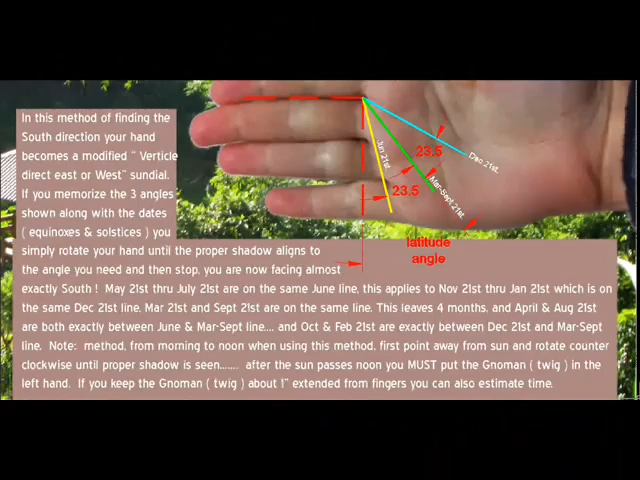 In this method of finding the
South direction your hand
becomes a modified " Verticle
direct east or West" sundial.
If you memorize the 3 angles
shown along with the dates
( equinoxes & solstices ) you
simply rotate your hand until the proper shadow aligns to
the angle you need and then stop, you are now facing almost
exactly South ! May 21st thru July 21st are on the same June line, this applies to Nov 21st thru Jan 21st which is on
the same Dec 21st line, Mar 21st and Sept 21st are on the same line. This leaves 4 months, and April & Aug 21st
are both exactly between June & Mar-Sept line.... and Oct & Feb 21st are exactly between Dec 21st and Mar-Sept
line. Note: method, from morning to noon when using this method, first point away from sun and rotate counter
clockwise until proper shadow is seen....... after the sun passes noon you MUST put the Gnoman ( twig ) in the
left hand. If you keep the Gnoman ( twig ) about 1" extended from fingers you can also estimate time.
Jun 21st
23.5
Dec 21st.
23.5
Mar-Sept 21st
latitude
angle